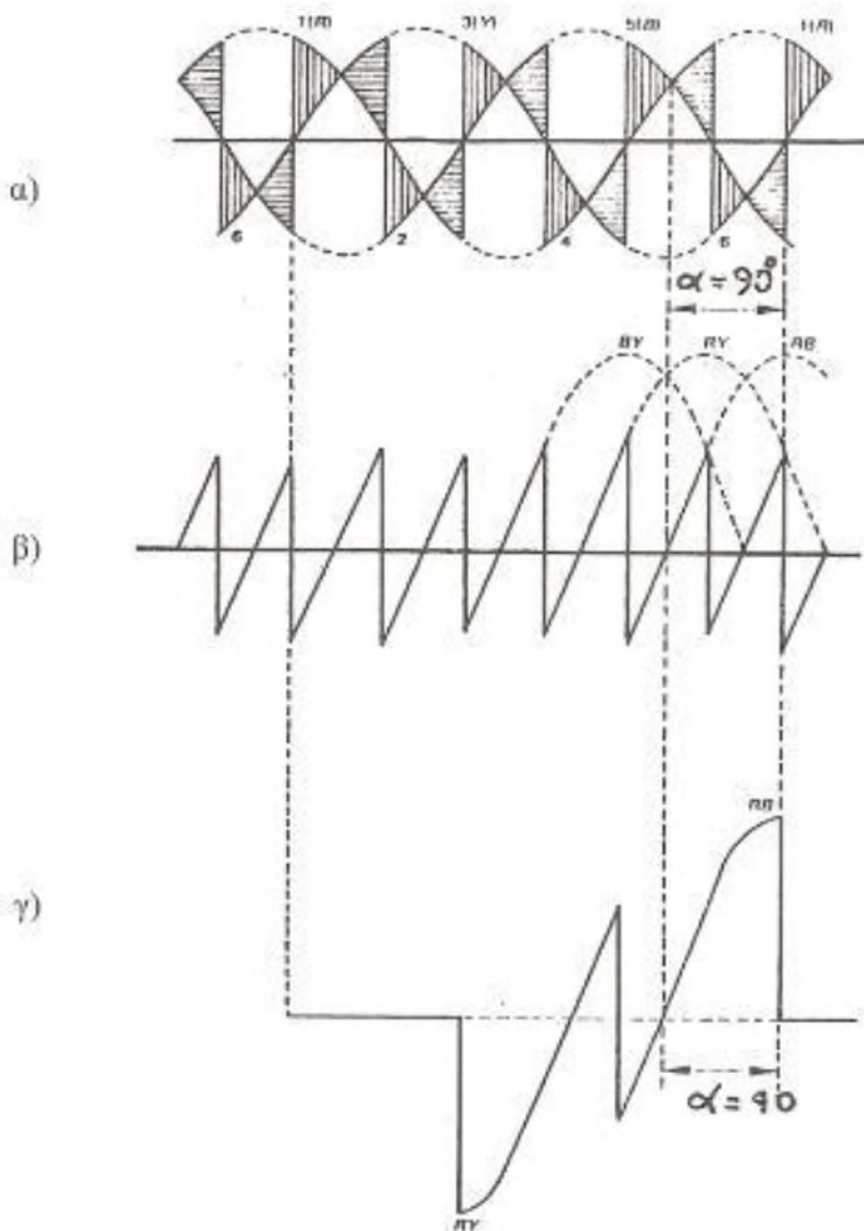 1(R) 3(Y) 5(B) 1(R)
α)
6 2 4 6
α = 90°
BY RY RB
β)
RB
γ)
α = 90
RY